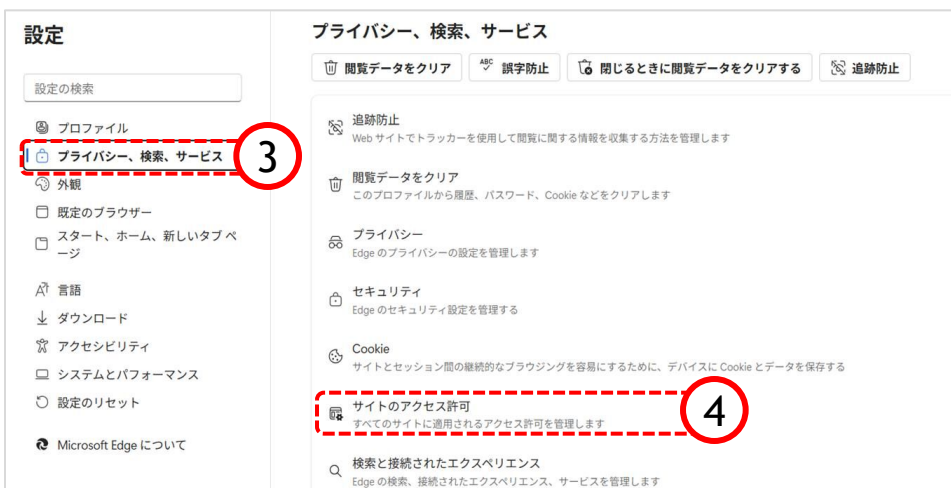 設定
設定の検索
プロファイル
プライバシー、検索、サービス
3
外観
既定のブラウザー
スタート、ホーム、新しいタブ ペ
ージ
言語
ダウンロード
アクセシビリティ
システムとパフォーマンス
設定のリセット
Microsoft Edge について
プライバシー、検索、サービス
閲覧データをクリア
ABC 誤字防止
閉じるときに閲覧データをクリアする
追跡防止
追跡防止
Web サイトでトラッカーを使用して閲覧に関する情報を収集する方法を管理します
閲覧データをクリア
このプロファイルから履歴、パスワード、Cookie などをクリアします
プライバシー
Edge のプライバシーの設定を管理します
セキュリティ
Edge のセキュリティ設定を管理する
Cookie
サイトとセッション間の継続的なブラウジングを容易にするために、デバイスに Cookie とデータを保存する
サイトのアクセス許可
すべてのサイトに適用されるアクセス許可を管理します
4
検索と接続されたエクスペリエンス
Edge の検索、接続されたエクスペリエンス、サービスを管理します